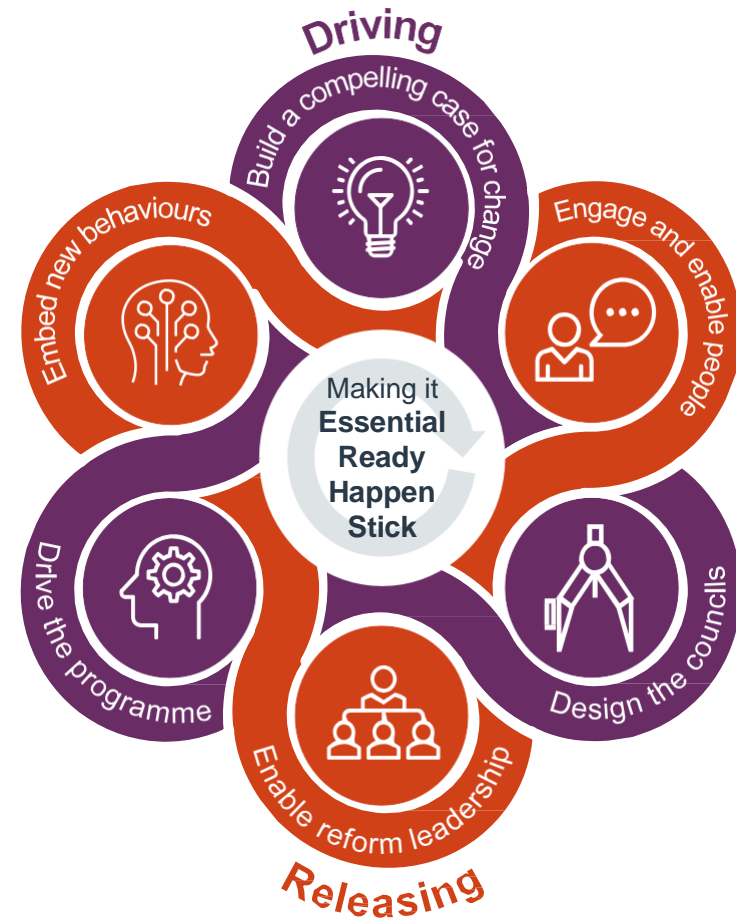 Driving
Build a compelling case for change
Engage and enable people
Design the councils
Enable reform leadership
Drive the programme
Embed new behaviours
Making it
Essential
Ready
Happen
Stick
Releasing